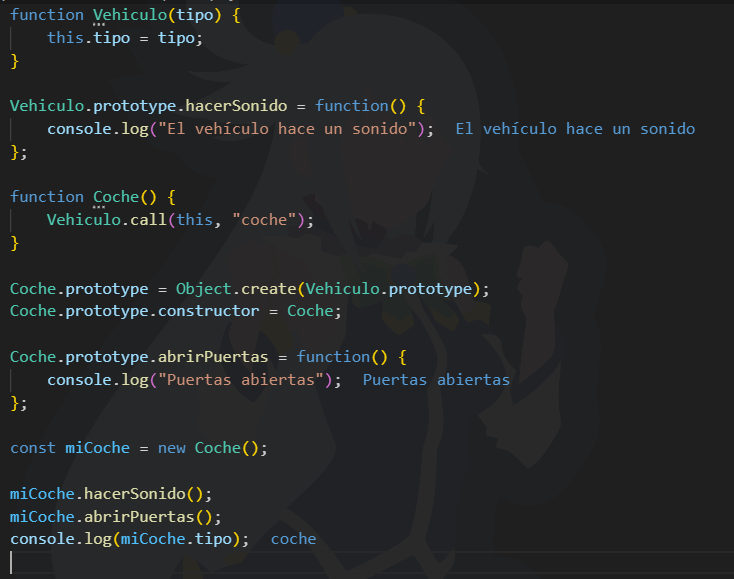 function Vehiculo(tipo) {
    this.tipo = tipo;
}

Vehiculo.prototype.hacerSonido = function() {
    console.log("El vehículo hace un sonido");  El vehículo hace un sonido
};

function Coche() {
    Vehiculo.call(this, "coche");
}

Coche.prototype = Object.create(Vehiculo.prototype);
Coche.prototype.constructor = Coche;

Coche.prototype.abrirPuertas = function() {
    console.log("Puertas abiertas");  Puertas abiertas
};

const miCoche = new Coche();

miCoche.hacerSonido();
miCoche.abrirPuertas();
console.log(miCoche.tipo);  coche